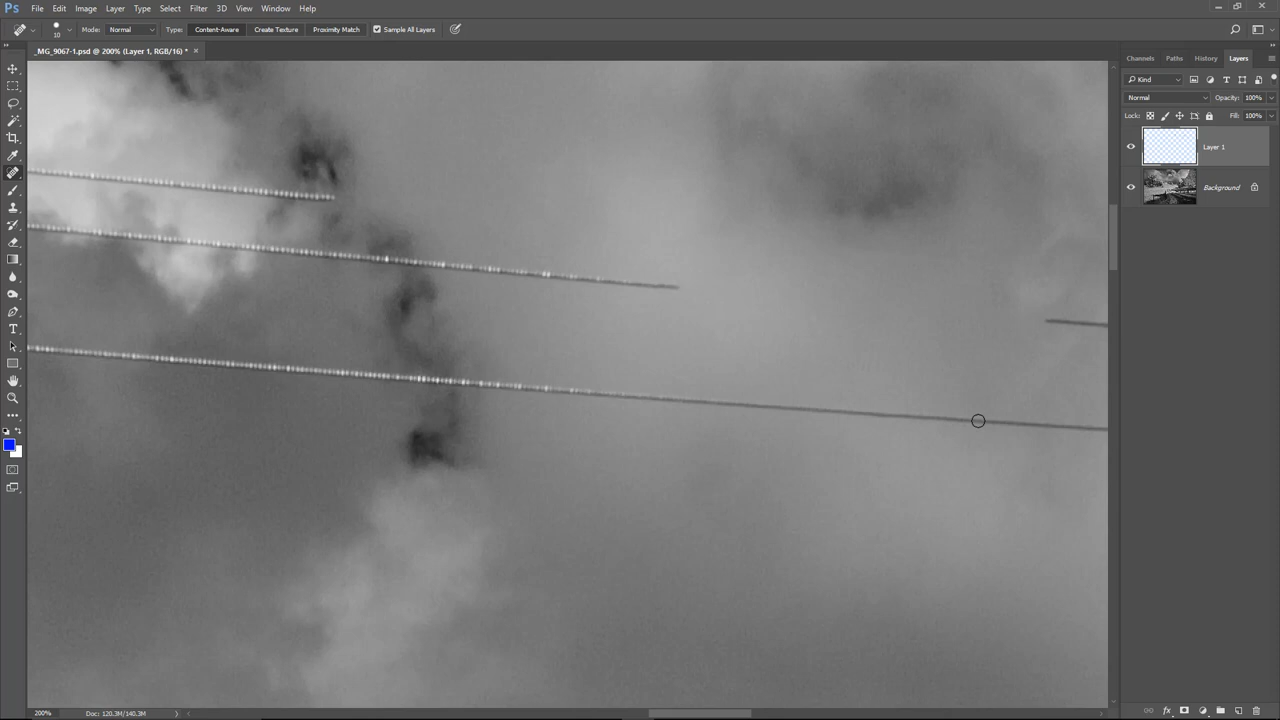 Ps File Edit Image Layer Type Select Filter 3D View Window Help
10 Mode: Normal Type: Content-Aware Create Texture Proximity Match Sample All Layers
_MG_9067-1.psd @ 200% (Layer 1, RGB/16) * ×
Channels Paths History Layers
Kind
Normal Opacity: 100%
Lock: Fill: 100%
Layer 1
Background
T
200% Doc: 120.3M/140.3M
fx